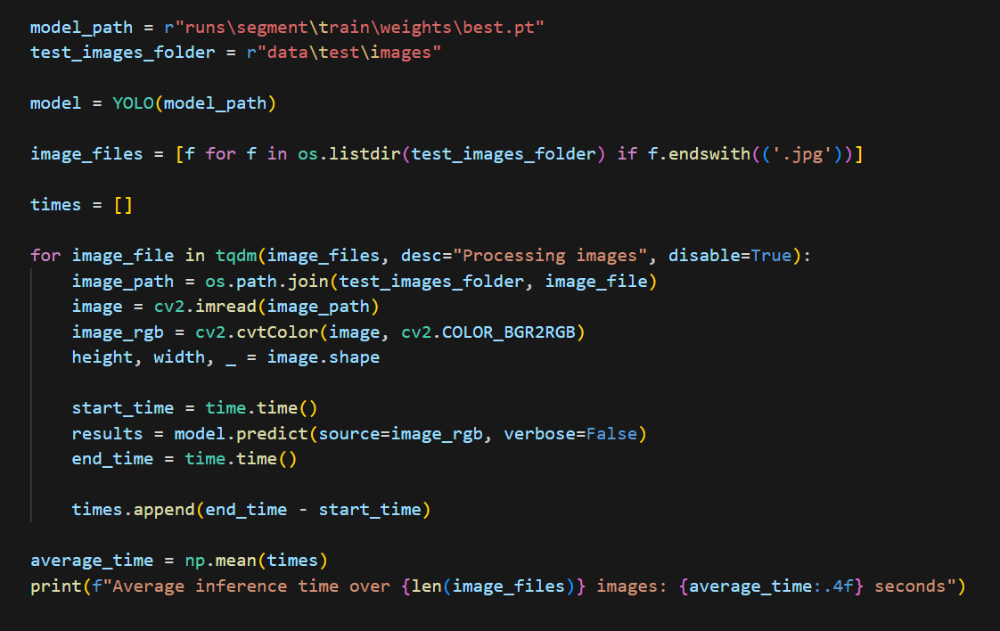 model_path = r"runs\segment\train\weights\best.pt"
test_images_folder = r"data\test\images"
model = YOLO(model_path)
image_files = [f for f in os.listdir(test_images_folder) if f.endswith(('.jpg'))]
times = []
for image_file in tqdm(image_files, desc="Processing images", disable=True):
    image_path = os.path.join(test_images_folder, image_file)
    image = cv2.imread(image_path)
    image_rgb = cv2.cvtColor(image, cv2.COLOR_BGR2RGB)
    height, width, _ = image.shape
    start_time = time.time()
    results = model.predict(source=image_rgb, verbose=False)
    end_time = time.time()
    times.append(end_time - start_time)
average_time = np.mean(times)
print(f"Average inference time over {len(image_files)} images: {average_time:.4f} seconds")